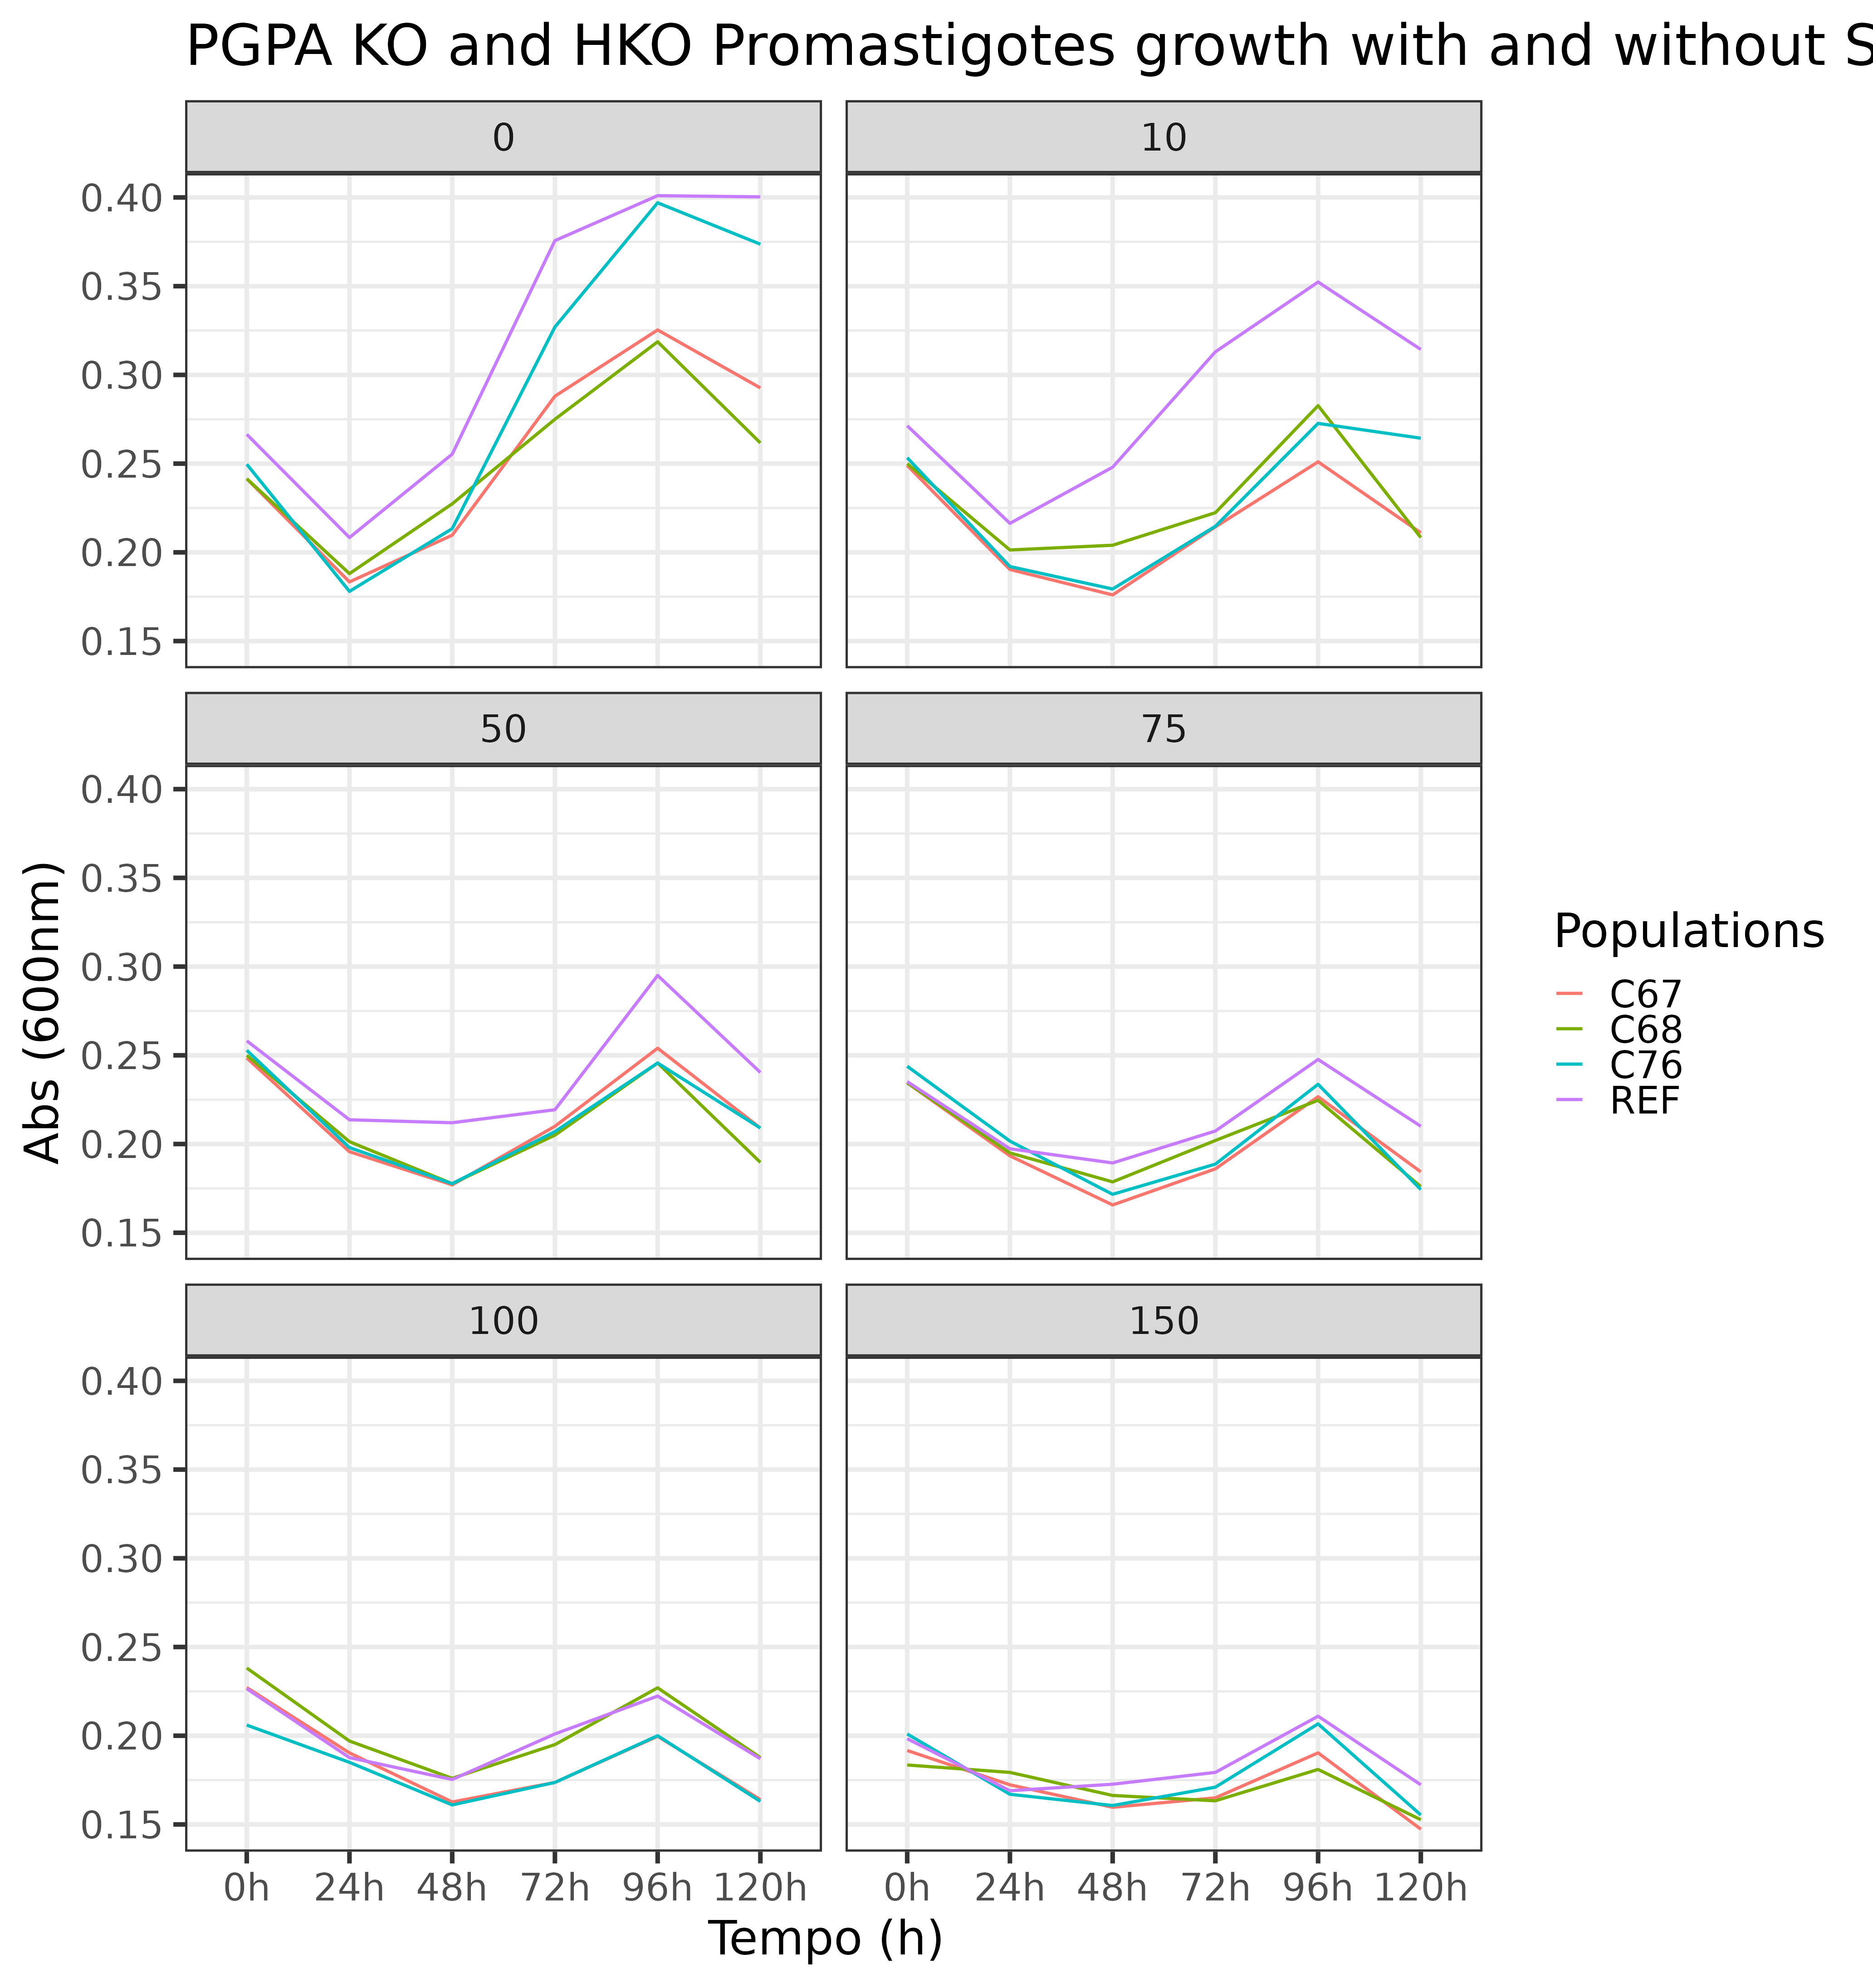 PGPA KO and HKO Promastigotes growth with and without S
0
10
0.40
0.35
0.30
0.25
0.20
0.15
50
75
0.40
0.35
0.30
0.25
0.20
0.15
100
150
0.40
0.35
0.30
0.25
0.20
0.15
0h 24h 48h 72h 96h 120h
0h 24h 48h 72h 96h 120h
Tempo (h)
Abs (600nm)
Populations
C67
C68
C76
REF